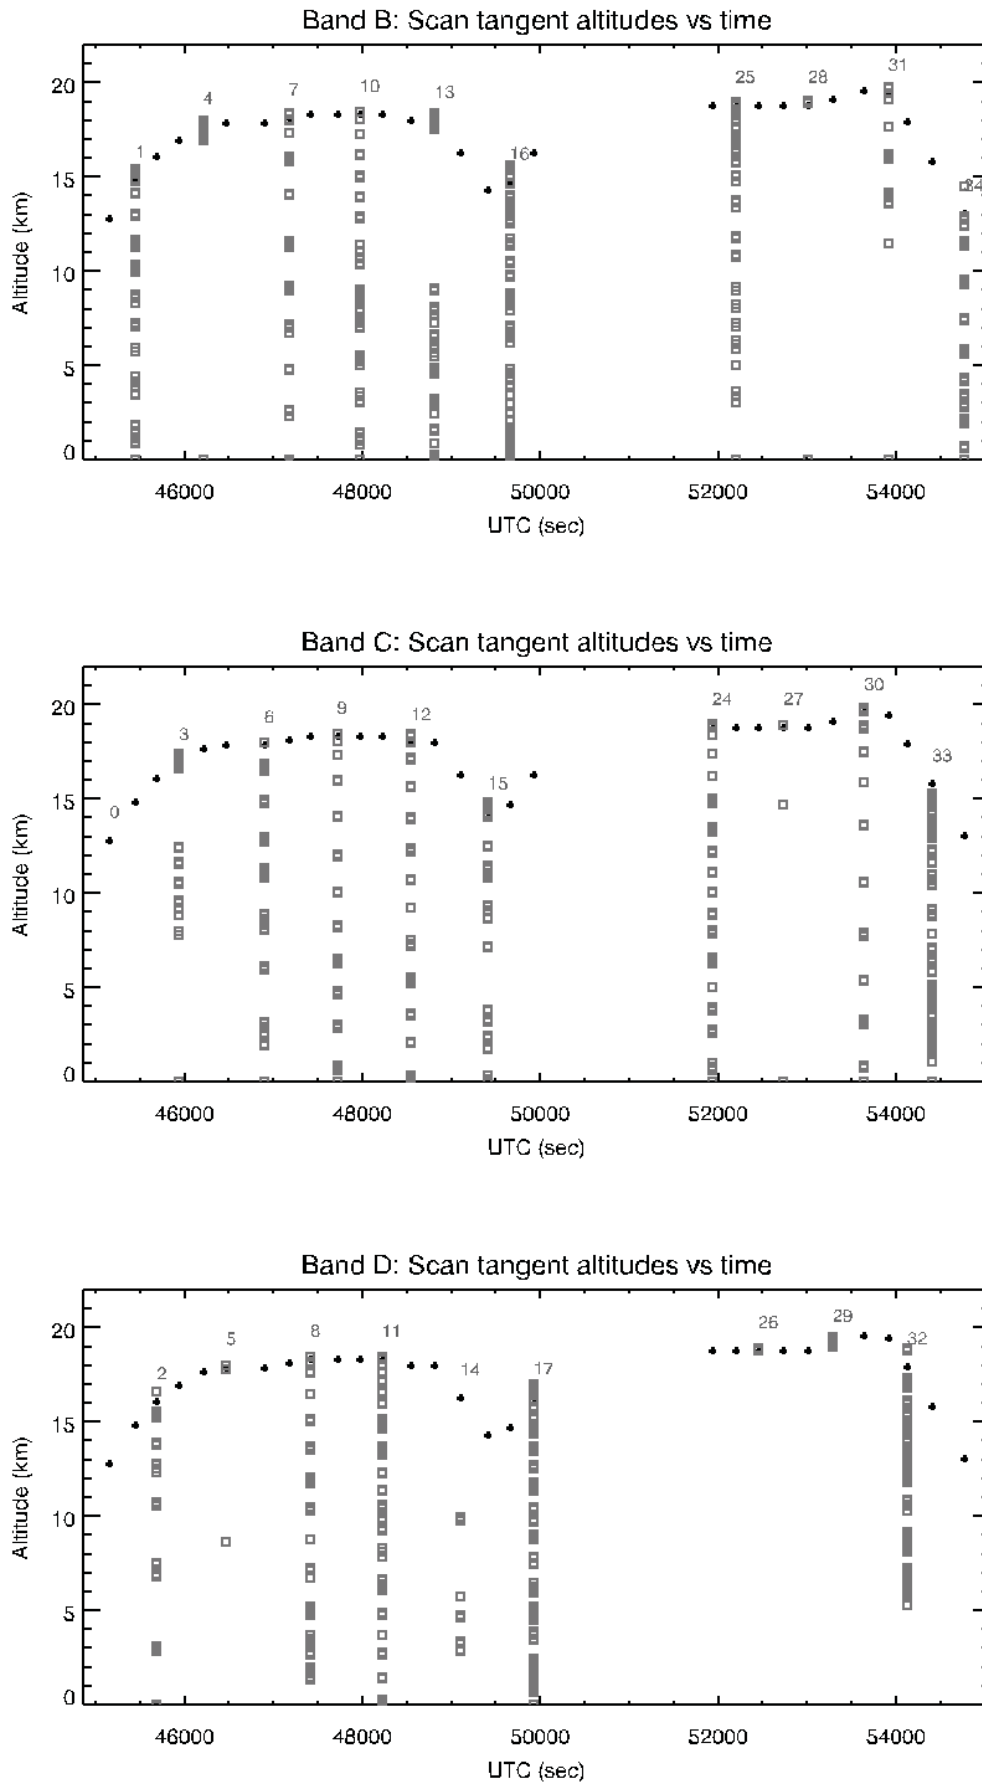 Band B: Scan tangent altitudes vs time
1 4 7 10 13 16 25 28 31 34
20
15
10
5
0
Altitude (km)
46000 48000 50000 52000 54000
UTC (sec)
Band C: Scan tangent altitudes vs time
0 3 6 9 12 15 24 27 30 33
20
15
10
5
0
Altitude (km)
46000 48000 50000 52000 54000
UTC (sec)
Band D: Scan tangent altitudes vs time
2 5 8 11 14 17 26 29 32
20
15
10
5
0
Altitude (km)
46000 48000 50000 52000 54000
UTC (sec)